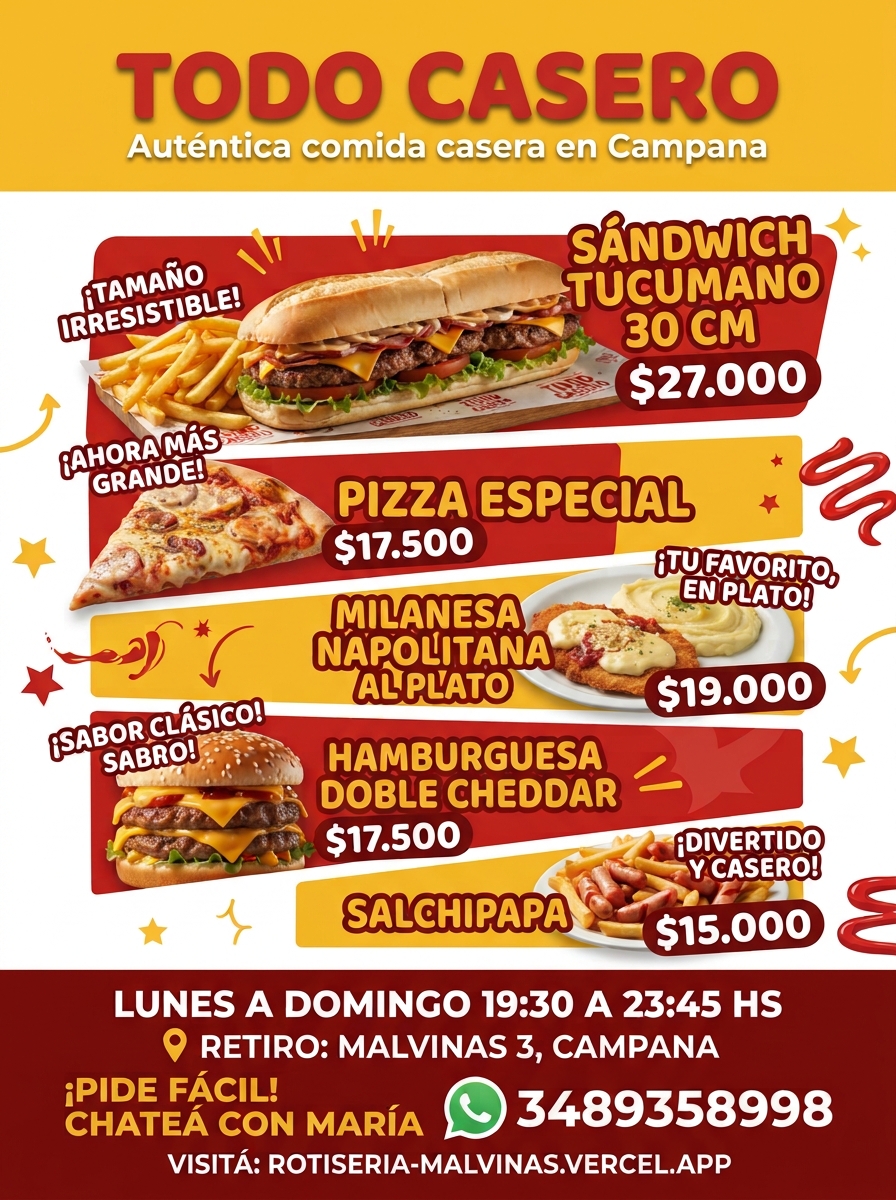 TODO CASERO
Auténtica comida casera en Campana
¡TAMAÑO
IRRESISTIBLE!
SÁNDWICH
TUCUMANO
30 CM
$27.000
¡AHORA MÁS
GRANDE!
PIZZA ESPECIAL
$17.500
¡TU FAVORITO,
EN PLATO!
MILANESA
NAPOLITANA
AL PLATO
$19.000
¡SABOR CLÁSICO!
SABRO!
HAMBURGUESA
DOBLE CHEDDAR
$17.500
¡DIVERTIDO
Y CASERO!
SALCHIPAPA
$15.000
LUNES A DOMINGO 19:30 A 23:45 HS
RETIRO: MALVINAS 3, CAMPANA
¡PIDE FÁCIL!
CHATEÁ CON MARÍA
3489358998
VISITÁ: ROTISERIA-MALVINAS.VERCEL.APP